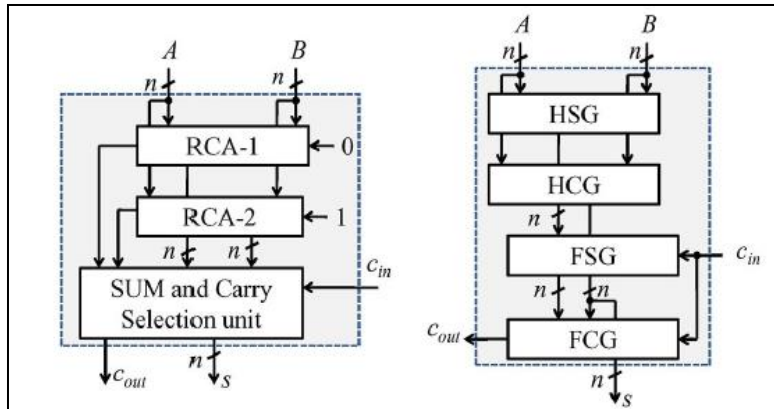 A B
n n
RCA-1 0
RCA-2 1
n n
c_in
SUM and Carry
Selection unit
c_out n s
A B
n n
HSG
HCG
n
FSG c_in
n n
c_out FCG
n s